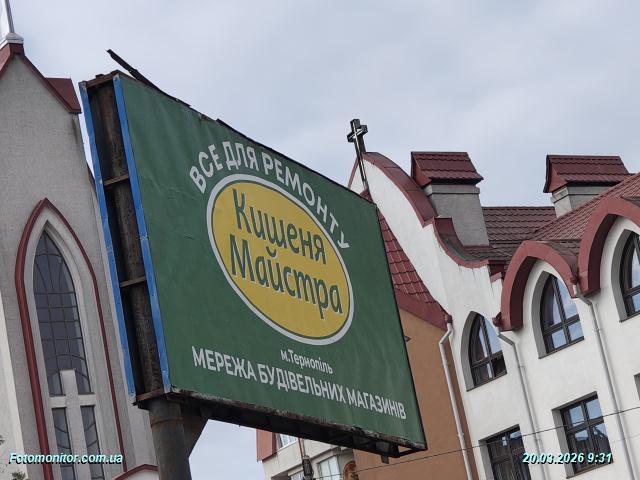 ВСЕ ДЛЯ РЕМОНТУ
Кишеня
Майстра
м.Тернопіль
МЕРЕЖА БУДІВЕЛЬНИХ МАГАЗИНІВ
Fotomonitor.com.ua
20.03.2026 9:31